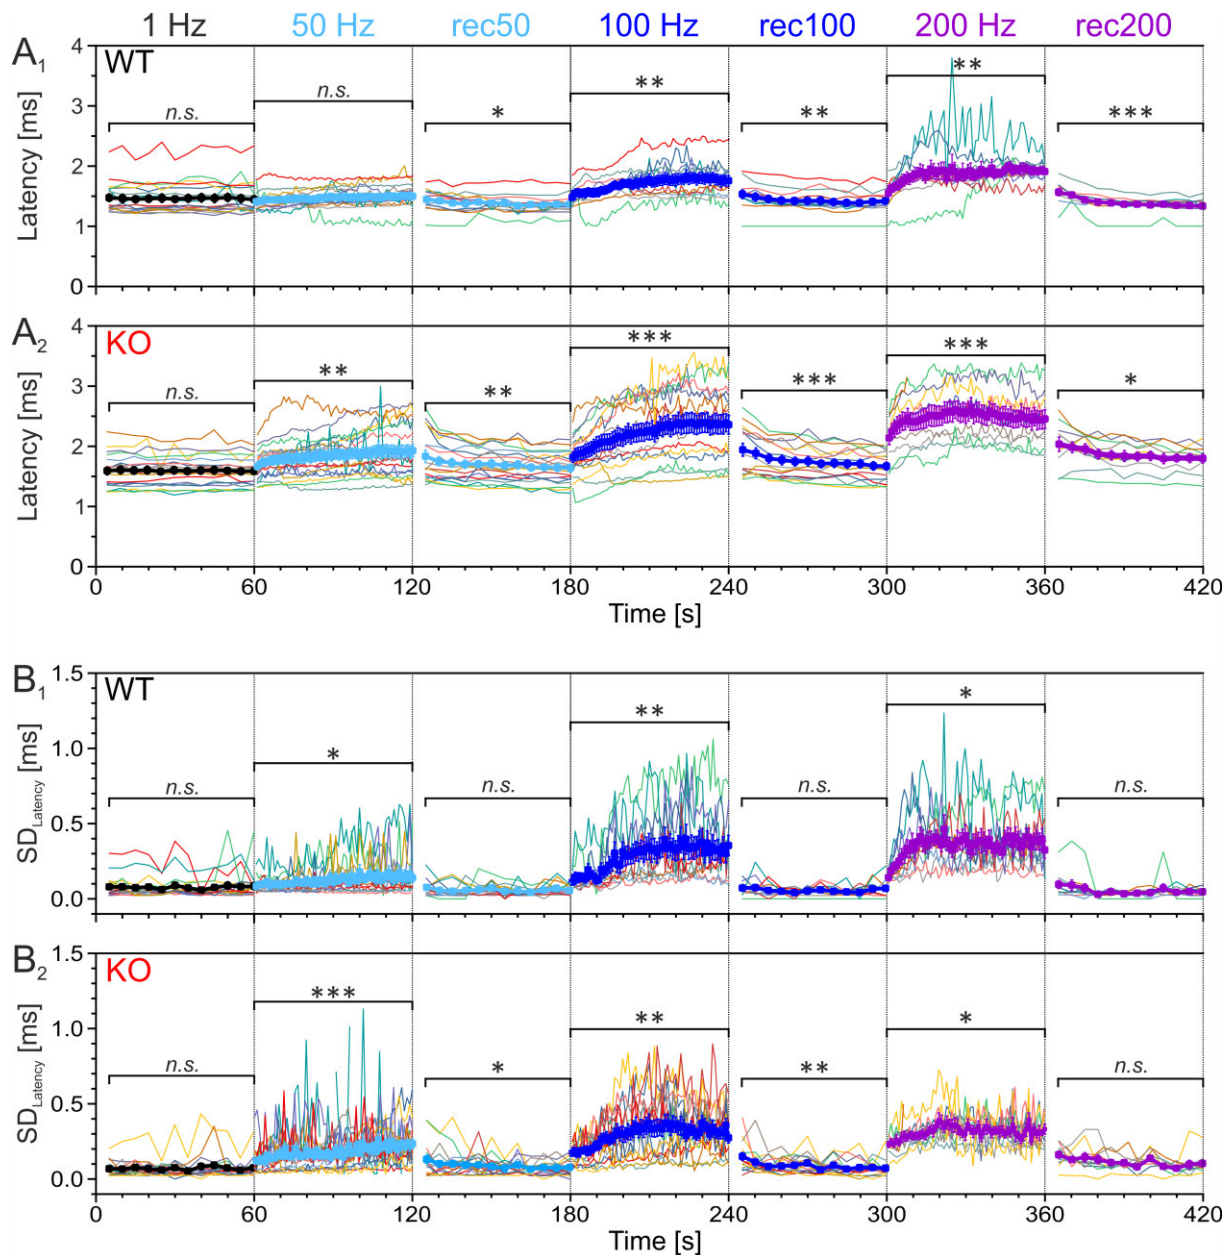 1 Hz 50 Hz rec50 100 Hz rec100 200 Hz rec200
A1 WT
Latency [ms]
4
3
2
1
0
n.s. n.s. * ** ** ** ***
A2 KO
Latency [ms]
4
3
2
1
0
n.s. ** ** *** *** *** *
0 60 120 180 240 300 360 420
Time [s]
B1 WT
SDLatency [ms]
1.5
1.0
0.5
0.0
n.s. * n.s. ** n.s. * n.s.
B2 KO
SDLatency [ms]
1.5
1.0
0.5
0.0
n.s. *** * ** ** * n.s.
0 60 120 180 240 300 360 420
Time [s]